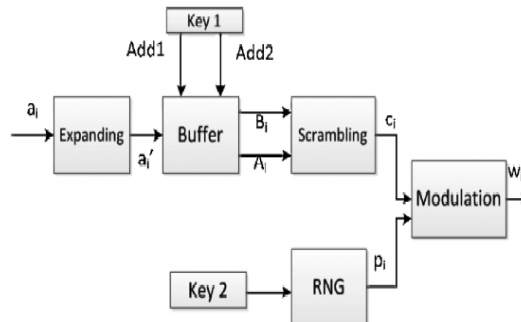 Key 1
Add1
Add2
aᵢ
Expanding
aᵢ′
Buffer
Bᵢ
Aᵢ
Scrambling
cᵢ
Modulation
wᵢ
Key 2
RNG
pᵢ